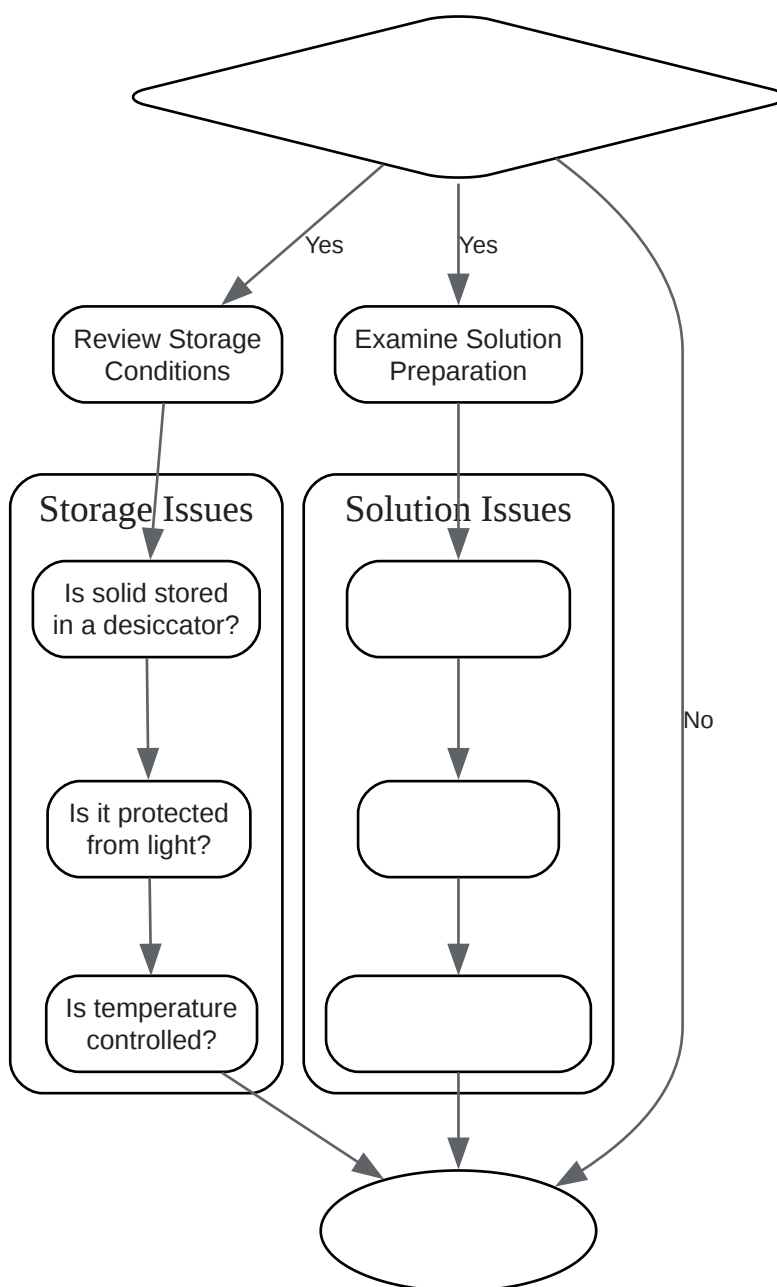 Yes
Yes
Review Storage
Conditions
Examine Solution
Preparation
Storage Issues
Solution Issues
Is solid stored
in a desiccator?
No
Is it protected
from light?
Is temperature
controlled?